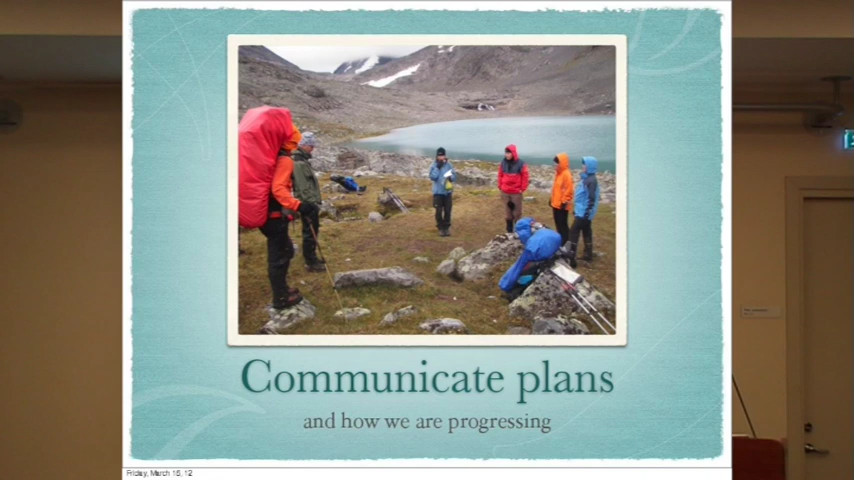 Communicate plans
and how we are progressing
Friday, March 16, 12